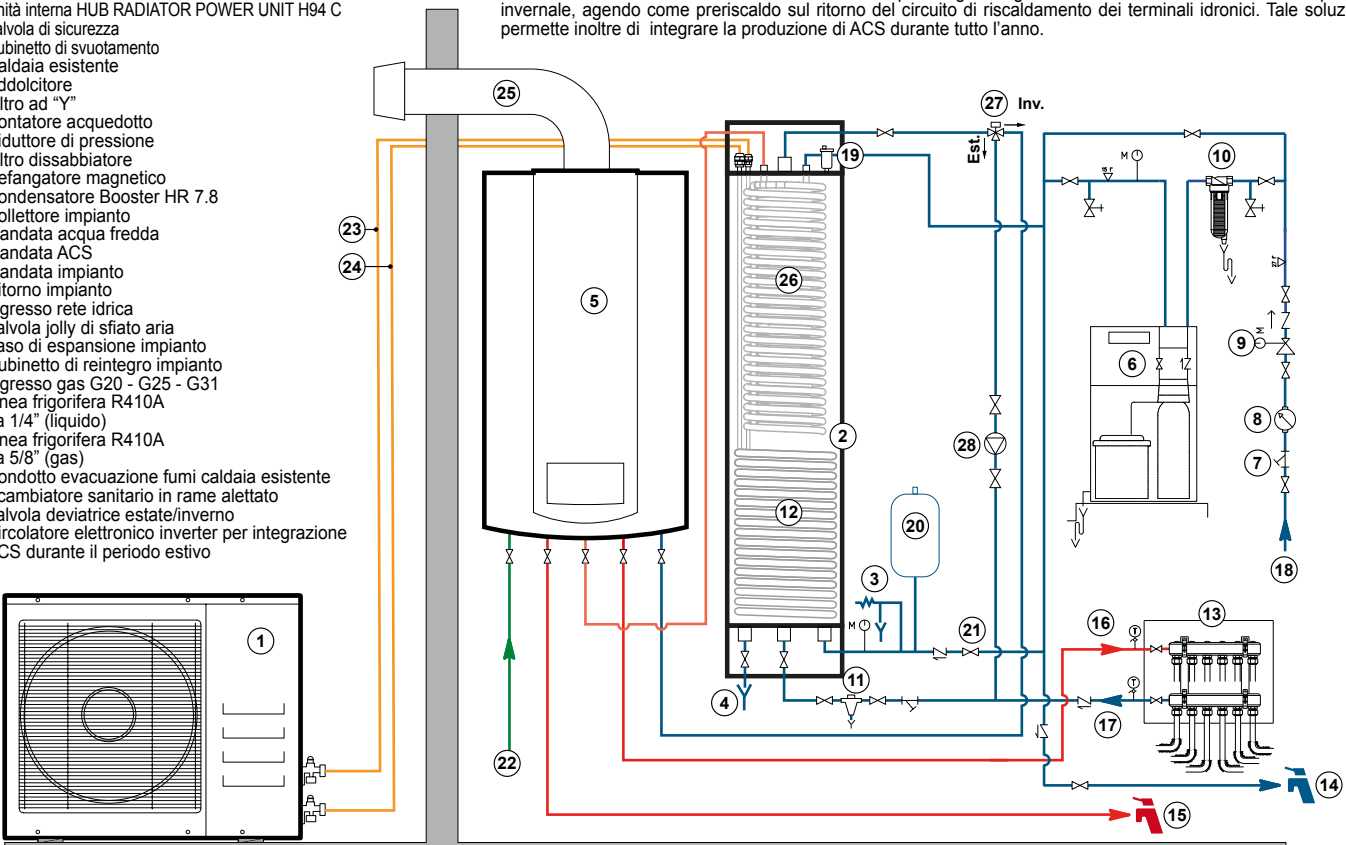 nità interna HUB RADIATOR POWER UNIT H94 C
alvola di sicurezza
ubinetto di svuotamento
aldaia esistente
ddolcitore
ltro ad “Y”
ontatore acquedotto
iduttore di pressione
ltro dissabbiatore
efangatore magnetico
ondensatore Booster HR 7.8
ollettore impianto
andata acqua fredda
andata ACS
andata impianto
itorno impianto
gresso rete idrica
alvola jolly di sfiato aria
aso di espansione impianto
ubinetto di reintegro impianto
gresso gas G20 - G25 - G31
nea frigorifera R410A
a 1/4” (liquido)
nea frigorifera R410A
a 5/8” (gas)
ondotto evacuazione fumi caldaia esistente
cambiatore sanitario in rame alettato
alvola deviatrice estate/inverno
ircolatore elettronico inverter per integrazione
CS durante il periodo estivo
invernale, agendo come preriscaldo sul ritorno del circuito di riscaldamento dei terminali idronici. Tale soluz
permette inoltre di integrare la produzione di ACS durante tutto l’anno.
25
27 Inv.
Est.
19
M
10
23
24
5
26
6
M
9
2
8
28
7
12
20
3
18
1
M
21
16
T
13
11
T
4
17
22
14
15